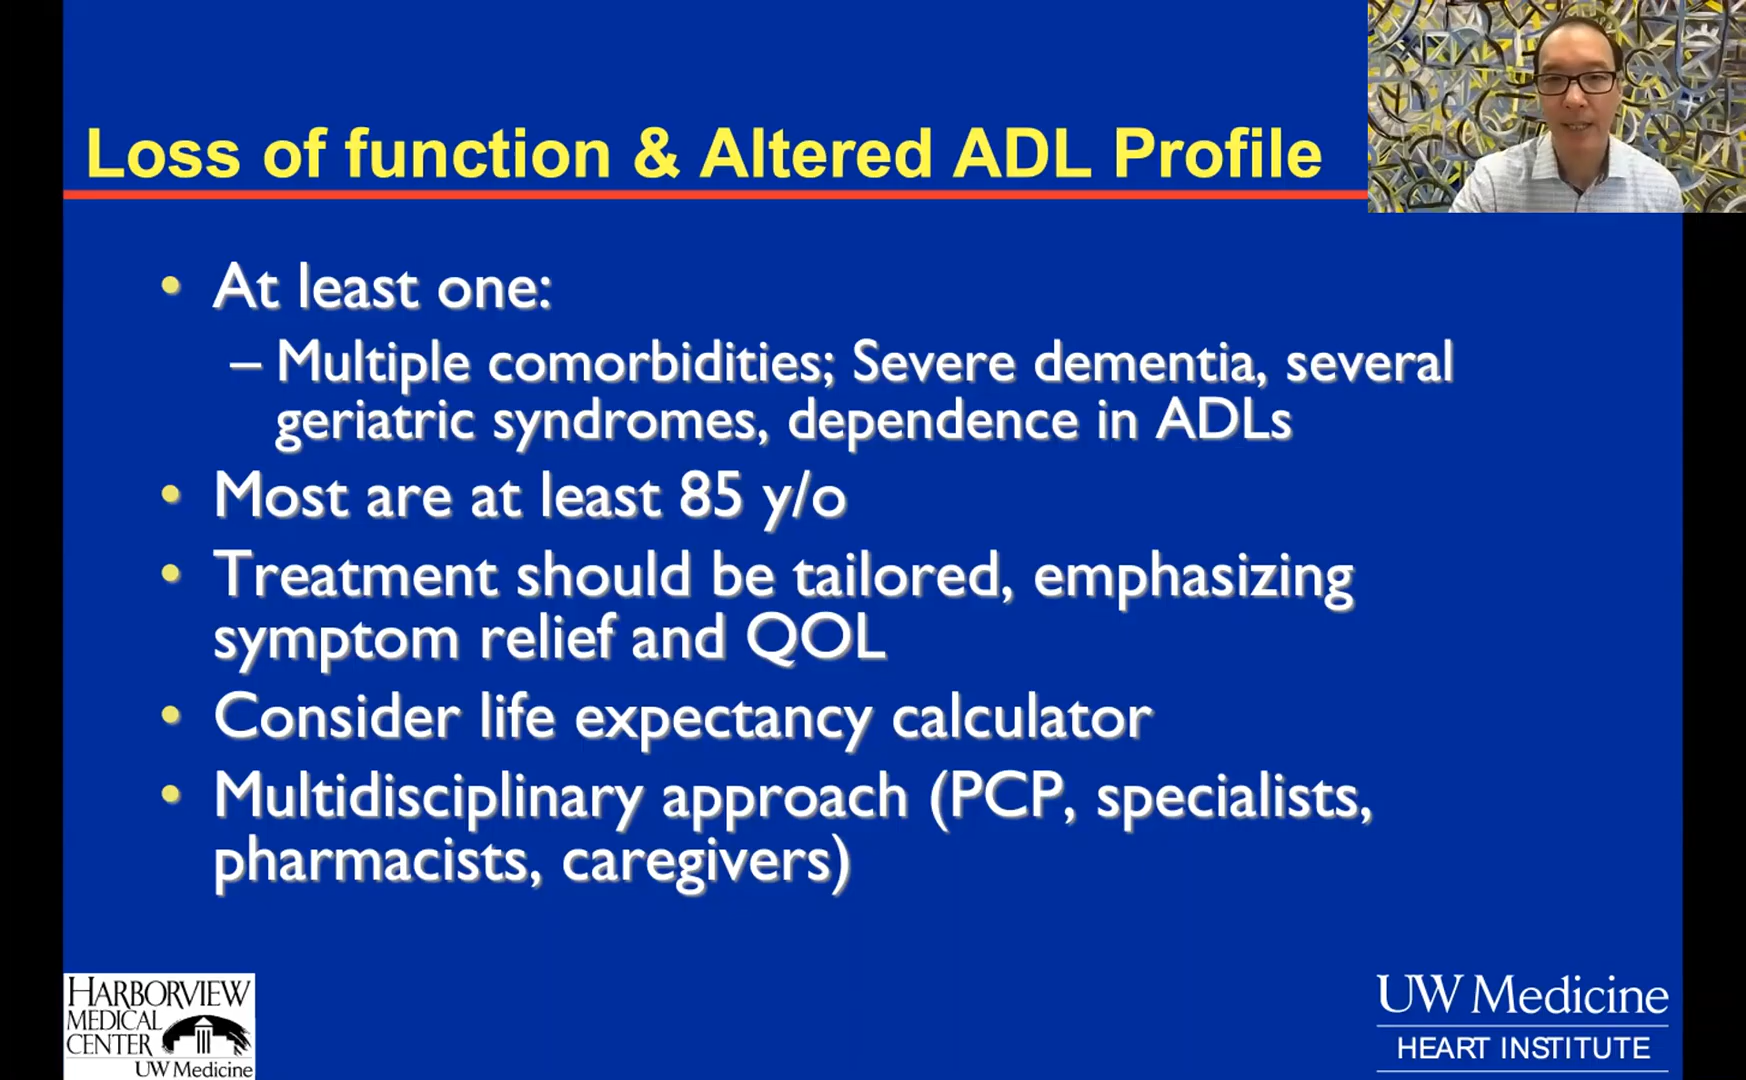 Loss of function & Altered ADL Profile
• At least one:
– Multiple comorbidities; Severe dementia, several
geriatric syndromes, dependence in ADLs
• Most are at least 85 y/o
• Treatment should be tailored, emphasizing
symptom relief and QOL
• Consider life expectancy calculator
• Multidisciplinary approach (PCP, specialists,
pharmacists, caregivers)
HARBORVIEW
MEDICAL
CENTER
UW Medicine
UW Medicine
HEART INSTITUTE